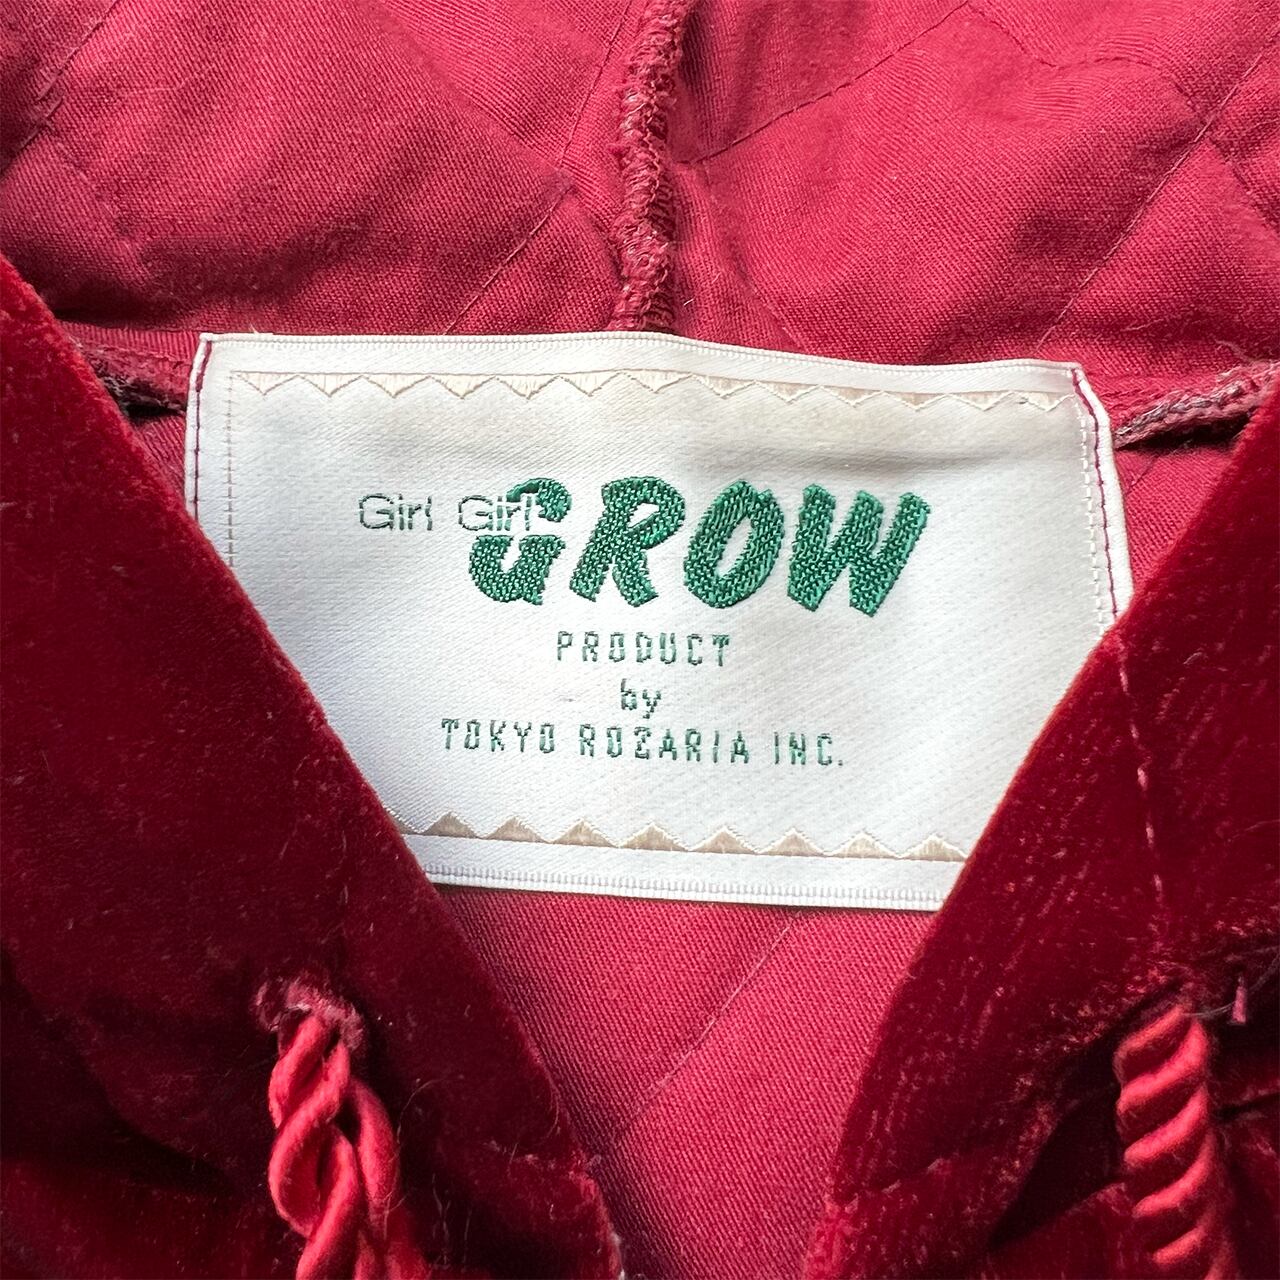 Girl Girl GROW
PRODUCT
by
TOKYO ROZARIA INC.